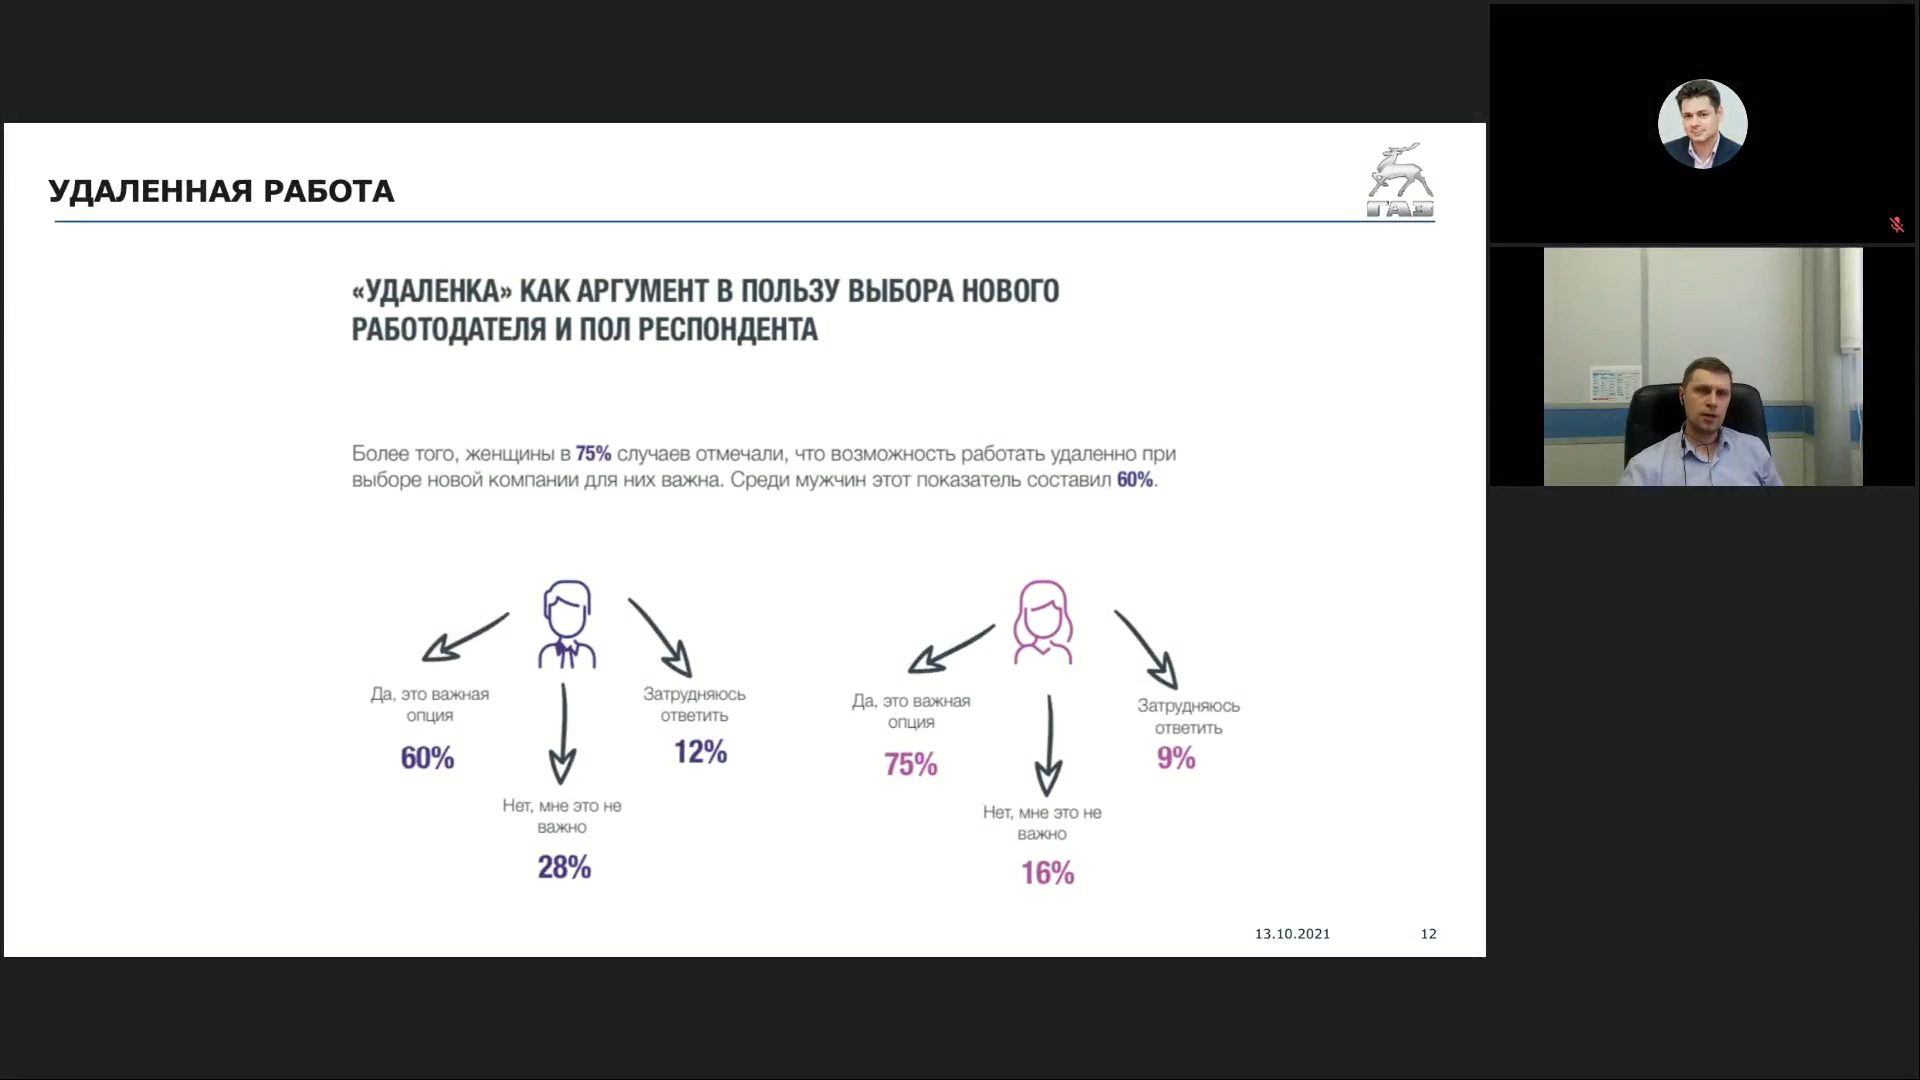 УДАЛЕННАЯ РАБОТА
ГАЗ
«УДАЛЕНКА» КАК АРГУМЕНТ В ПОЛЬЗУ ВЫБОРА НОВОГО
РАБОТОДАТЕЛЯ И ПОЛ РЕСПОНДЕНТА
Более того, женщины в 75% случаев отмечали, что возможность работать удаленно при
выборе новой компании для них важна. Среди мужчин этот показатель составил 60%.
Да, это важная
опция
60%
Нет, мне это не
важно
28%
Затрудняюсь
ответить
12%
Да, это важная
опция
75%
Нет, мне это не
важно
16%
Затрудняюсь
ответить
9%
13.10.2021
12